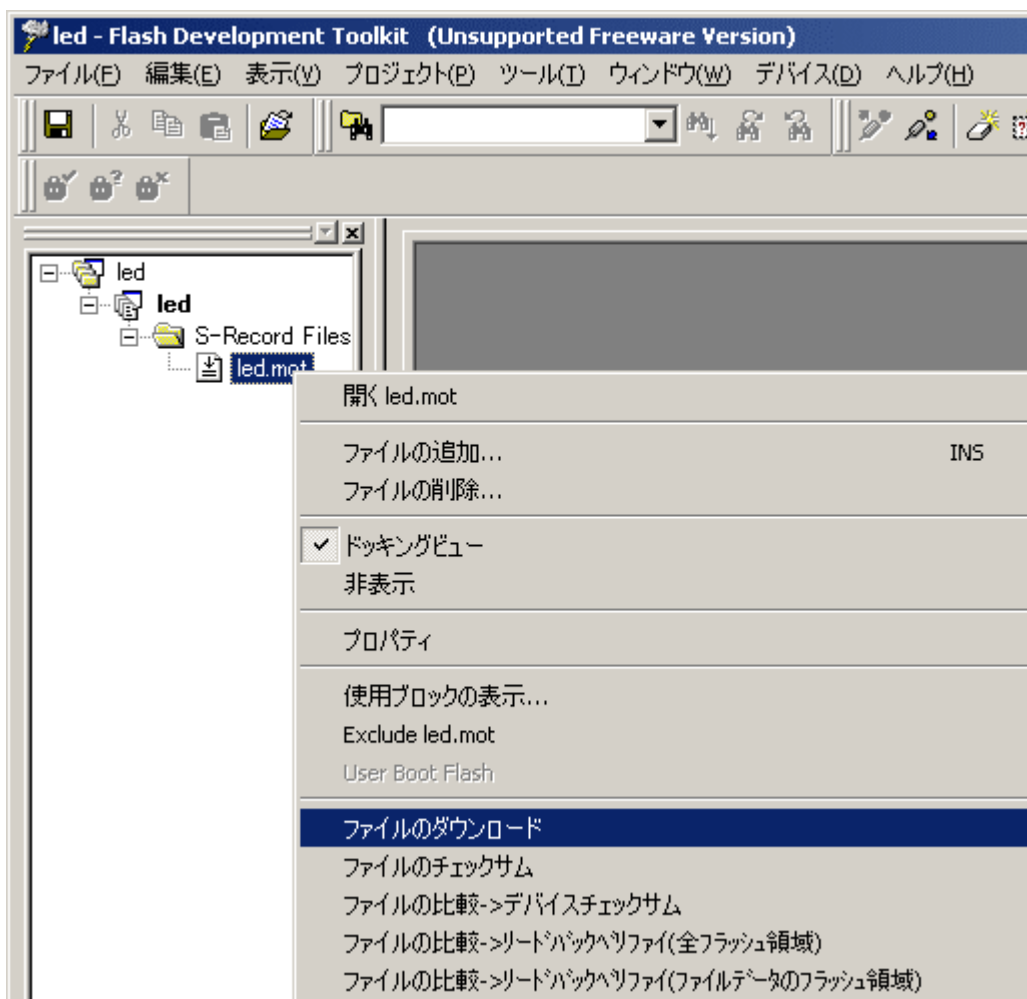 led - Flash Development Toolkit (Unsupported Freeware Version)
ファイル(F) 編集(E) 表示(V) プロジェクト(P) ツール(T) ウィンドウ(W) デバイス(D) ヘルプ(H)
led
led
S-Record Files
led.mot
開く led.mot
ファイルの追加... INS
ファイルの削除...
ドッキングビュー
非表示
プロパティ
使用ブロックの表示...
Exclude led.mot
User Boot Flash
ファイルのダウンロード
ファイルのチェックサム
ファイルの比較->デバイスチェックサム
ファイルの比較->リードバックベリファイ(全フラッシュ領域)
ファイルの比較->リードバックベリファイ(ファイルデータのフラッシュ領域)